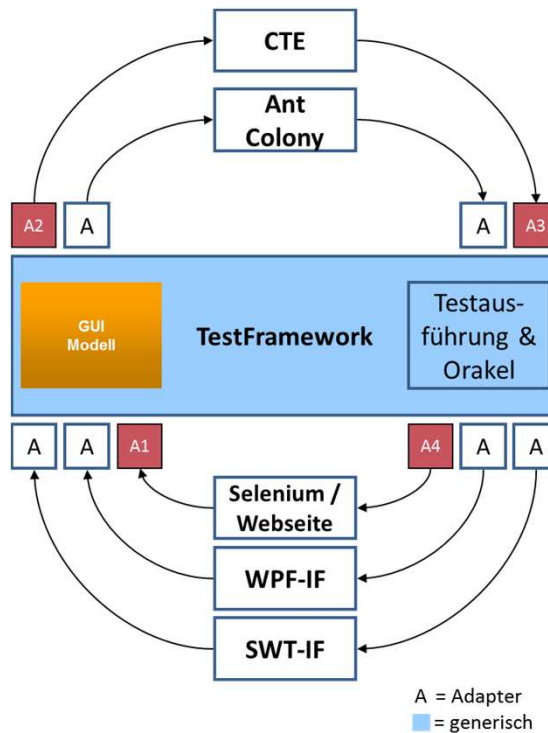 CTE
Ant
Colony
A2
A
A
A3
GUI
Modell
TestFramework
Testaus-
führung &
Orakel
A
A
A1
A4
A
A
Selenium /
Webseite
WPF-IF
SWT-IF
A = Adapter
= generisch